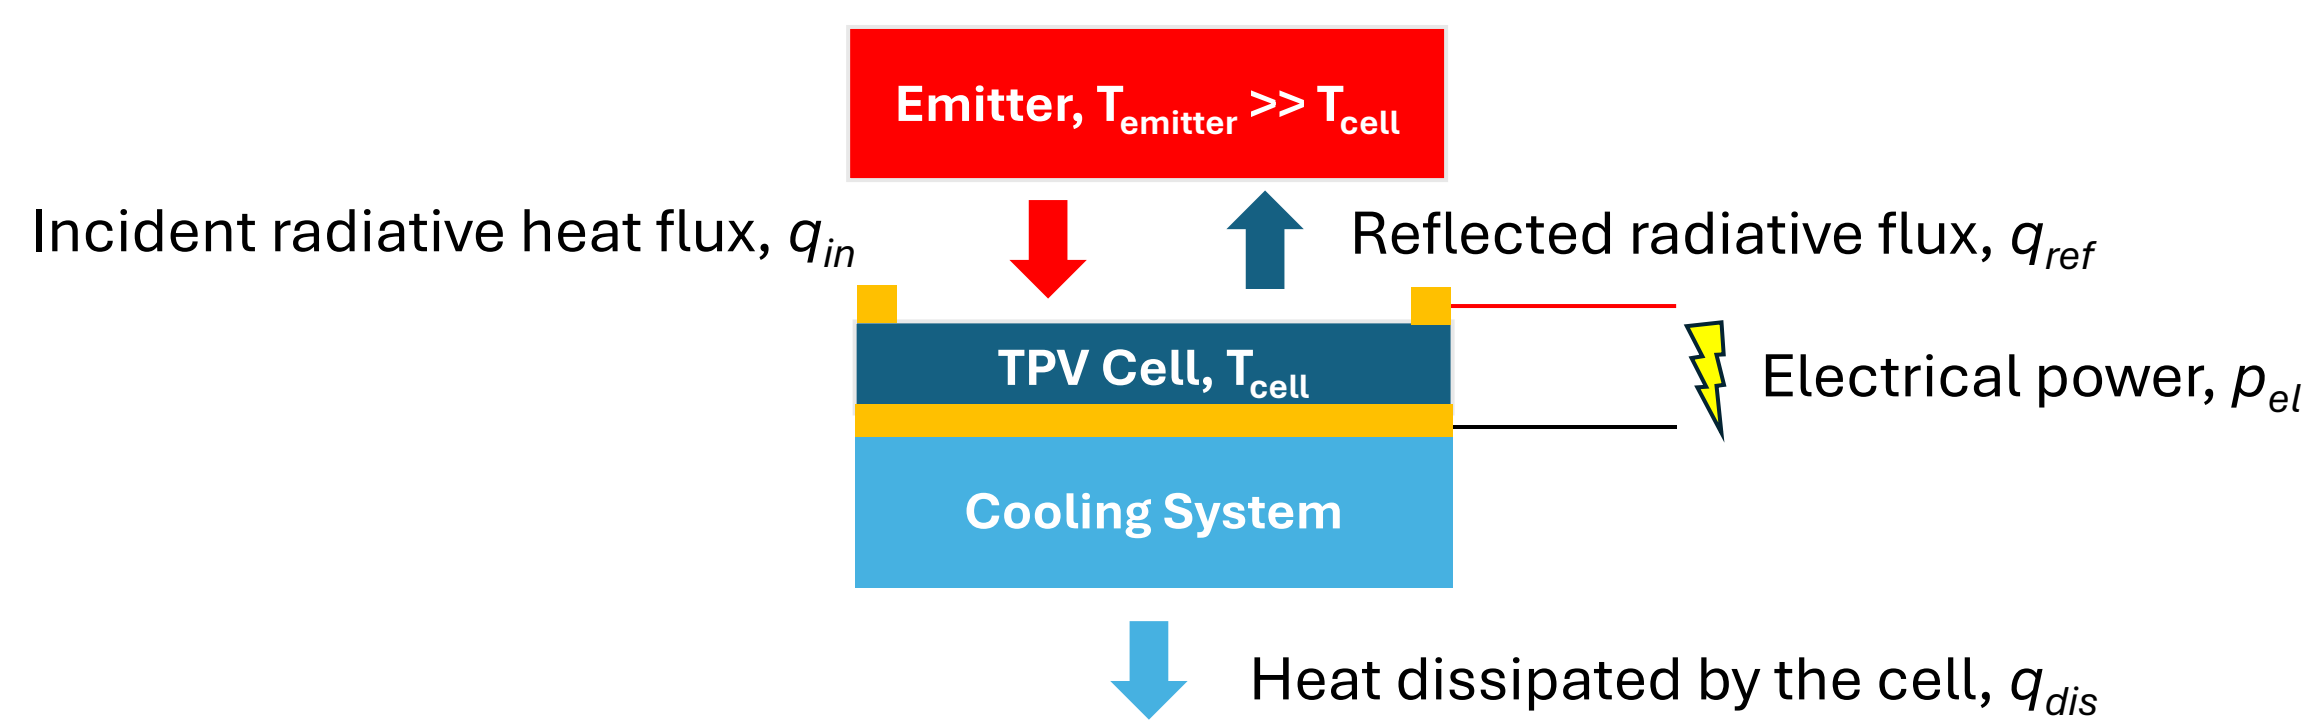 Emitter, Temitter >> Tcell
Incident radiative heat flux, qin
Reflected radiative flux, qref
TPV Cell, Tcell
Electrical power, pel
Cooling System
Heat dissipated by the cell, qdis